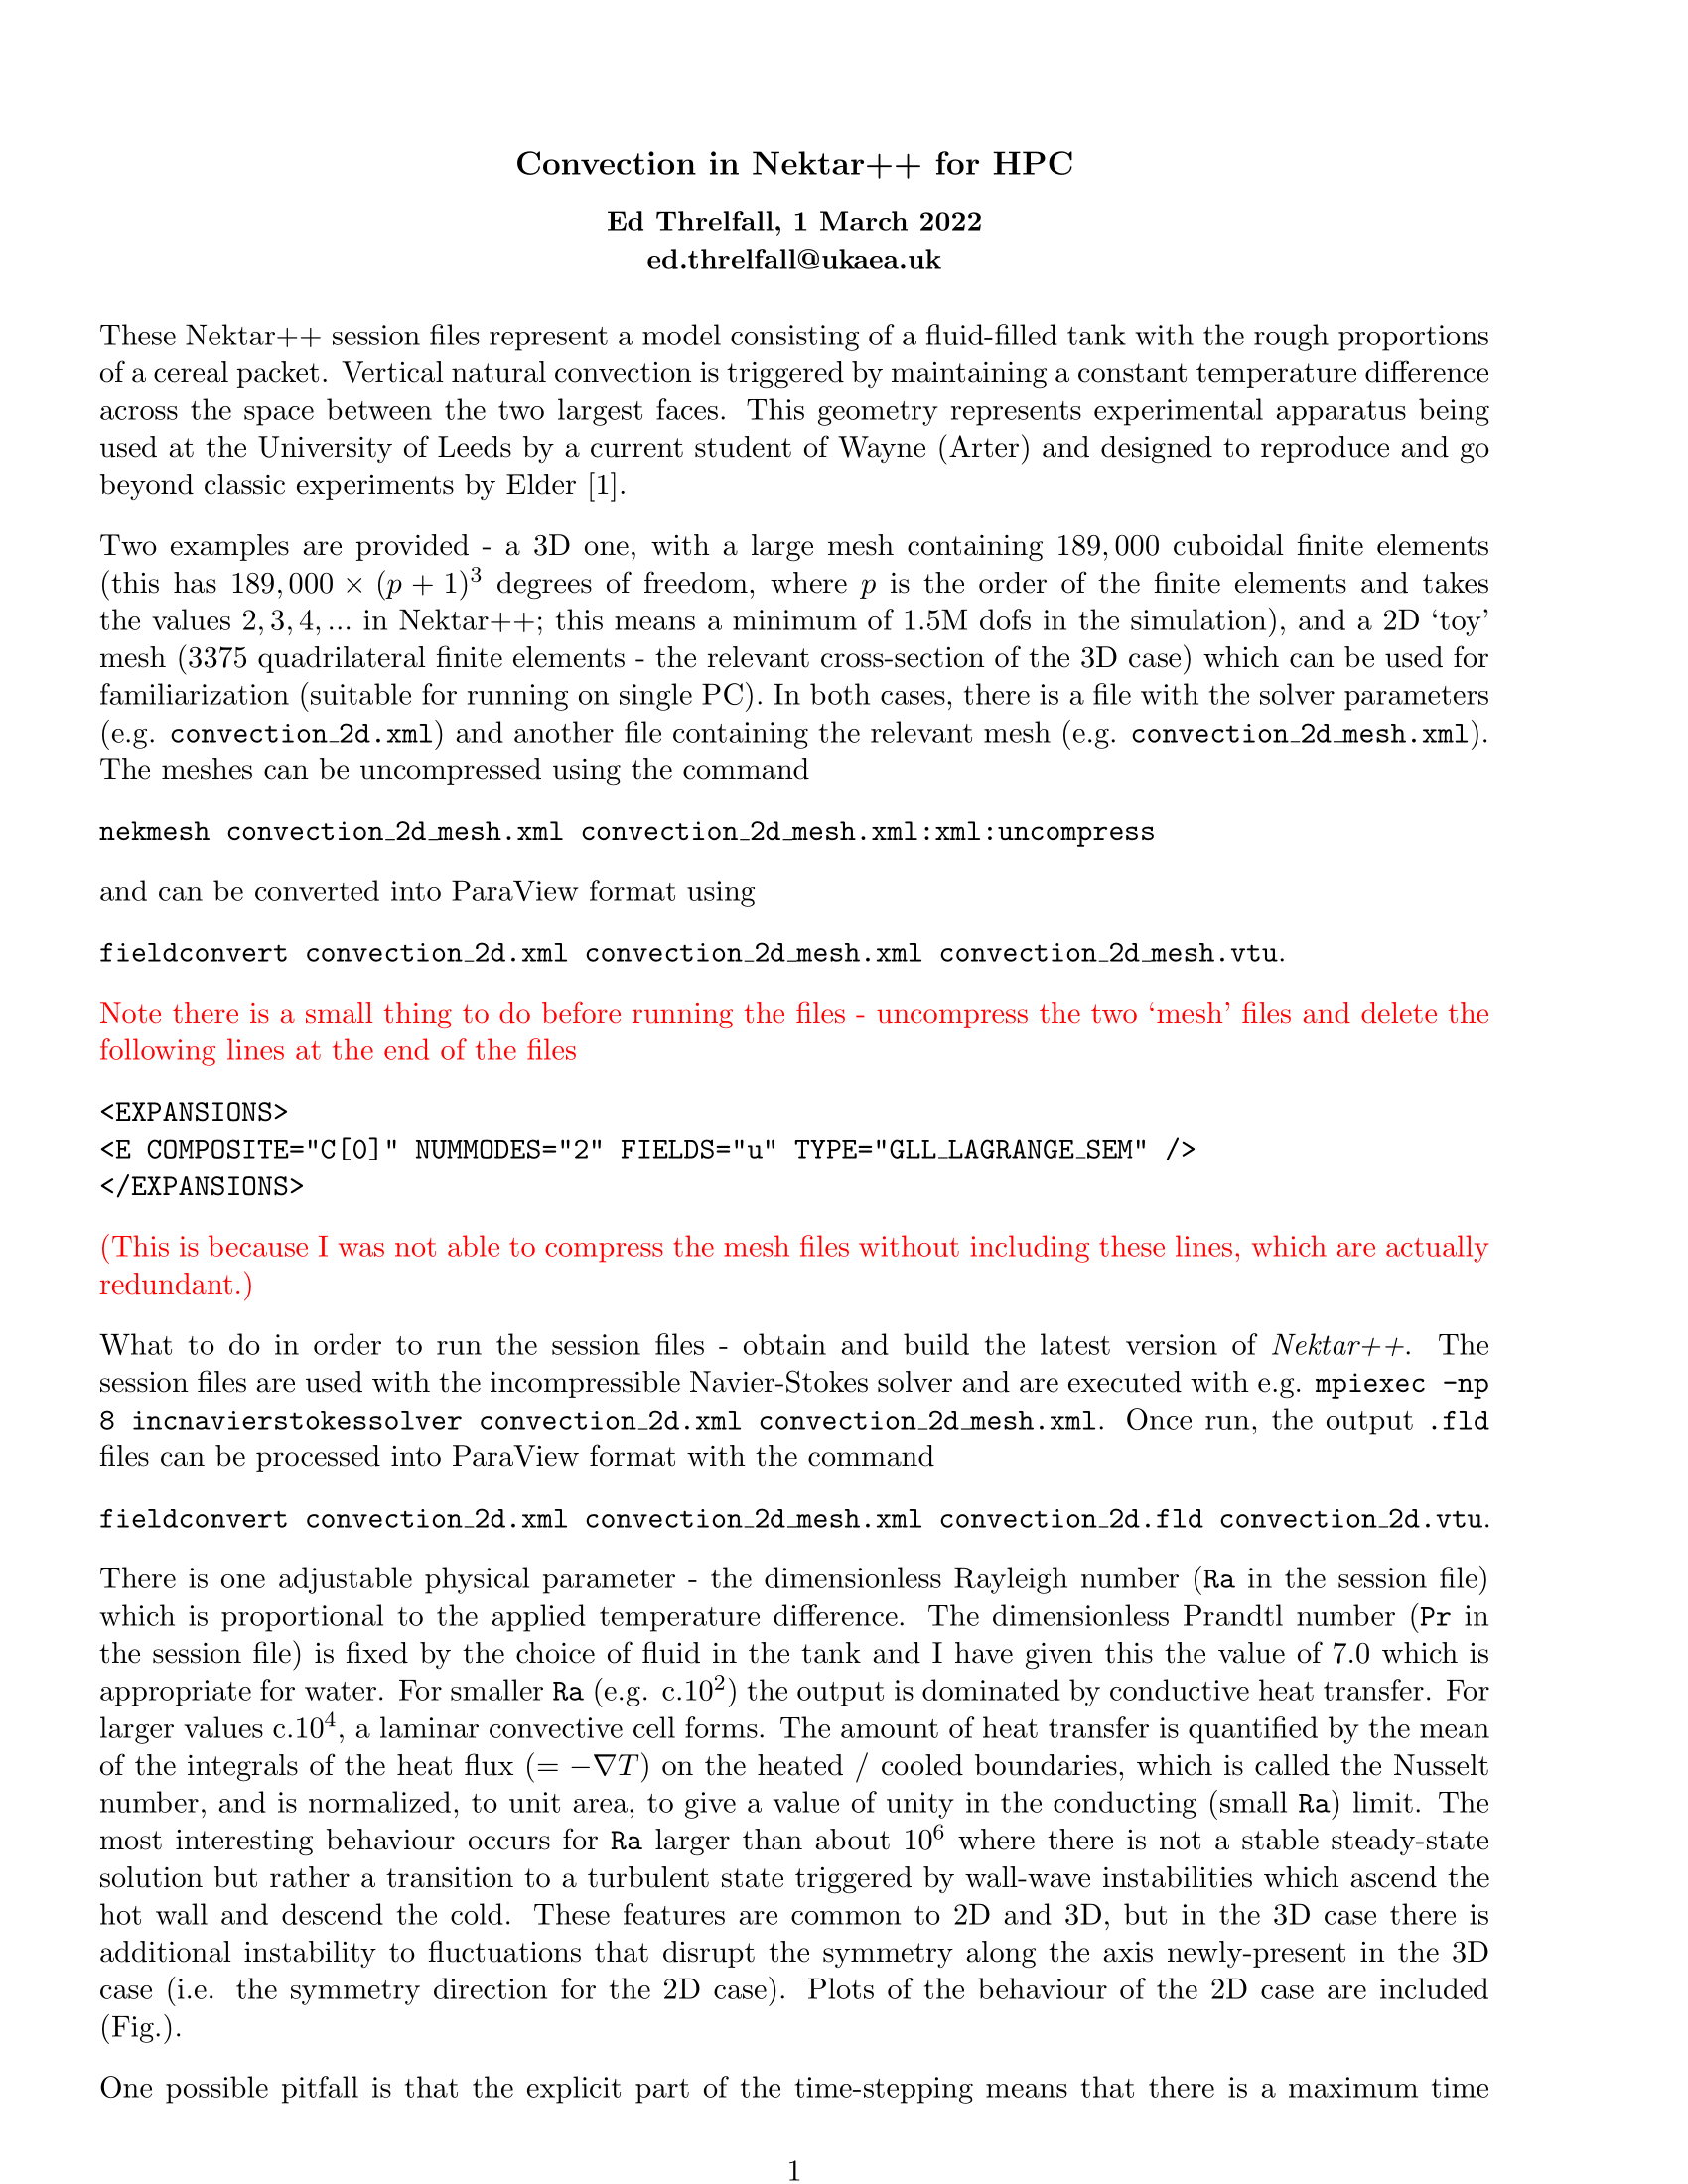 Convection in Nektar++ for HPC
Ed Threlfall, 1 March 2022
ed.threlfall@ukaea.uk
These Nektar++ session files represent a model consisting of a fluid-filled tank with the rough proportions
of a cereal packet. Vertical natural convection is triggered by maintaining a constant temperature difference
across the space between the two largest faces. This geometry represents experimental apparatus being
used at the University of Leeds by a current student of Wayne (Arter) and designed to reproduce and go
beyond classic experiments by Elder [1].
Two examples are provided - a 3D one, with a large mesh containing 189,000 cuboidal finite elements
(this has 189,000 × (p + 1)³ degrees of freedom, where p is the order of the finite elements and takes
the values 2, 3, 4, ... in Nektar++; this means a minimum of 1.5M dofs in the simulation), and a 2D ‘toy’
mesh (3375 quadrilateral finite elements - the relevant cross-section of the 3D case) which can be used for
familiarization (suitable for running on single PC). In both cases, there is a file with the solver parameters
(e.g. convection_2d.xml) and another file containing the relevant mesh (e.g. convection_2d_mesh.xml).
The meshes can be uncompressed using the command
nekmesh convection_2d_mesh.xml convection_2d_mesh.xml:xml:uncompress
and can be converted into ParaView format using
fieldconvert convection_2d.xml convection_2d_mesh.xml convection_2d_mesh.vtu.
Note there is a small thing to do before running the files - uncompress the two ‘mesh’ files and delete the
following lines at the end of the files
<EXPANSIONS>
<E COMPOSITE="C[0]" NUMMODES="2" FIELDS="u" TYPE="GLL_LAGRANGE_SEM" />
</EXPANSIONS>
(This is because I was not able to compress the mesh files without including these lines, which are actually
redundant.)
What to do in order to run the session files - obtain and build the latest version of Nektar++. The
session files are used with the incompressible Navier-Stokes solver and are executed with e.g. mpiexec -np
8 incnavierstokessolver convection_2d.xml convection_2d_mesh.xml. Once run, the output .fld
files can be processed into ParaView format with the command
fieldconvert convection_2d.xml convection_2d_mesh.xml convection_2d.fld convection_2d.vtu.
There is one adjustable physical parameter - the dimensionless Rayleigh number (Ra in the session file)
which is proportional to the applied temperature difference. The dimensionless Prandtl number (Pr in
the session file) is fixed by the choice of fluid in the tank and I have given this the value of 7.0 which is
appropriate for water. For smaller Ra (e.g. c.10²) the output is dominated by conductive heat transfer. For
larger values c.10⁴, a laminar convective cell forms. The amount of heat transfer is quantified by the mean
of the integrals of the heat flux (= −∇T) on the heated / cooled boundaries, which is called the Nusselt
number, and is normalized, to unit area, to give a value of unity in the conducting (small Ra) limit. The
most interesting behaviour occurs for Ra larger than about 10⁶ where there is not a stable steady-state
solution but rather a transition to a turbulent state triggered by wall-wave instabilities which ascend the
hot wall and descend the cold. These features are common to 2D and 3D, but in the 3D case there is
additional instability to fluctuations that disrupt the symmetry along the axis newly-present in the 3D
case (i.e. the symmetry direction for the 2D case). Plots of the behaviour of the 2D case are included
(Fig.).
One possible pitfall is that the explicit part of the time-stepping means that there is a maximum time
1